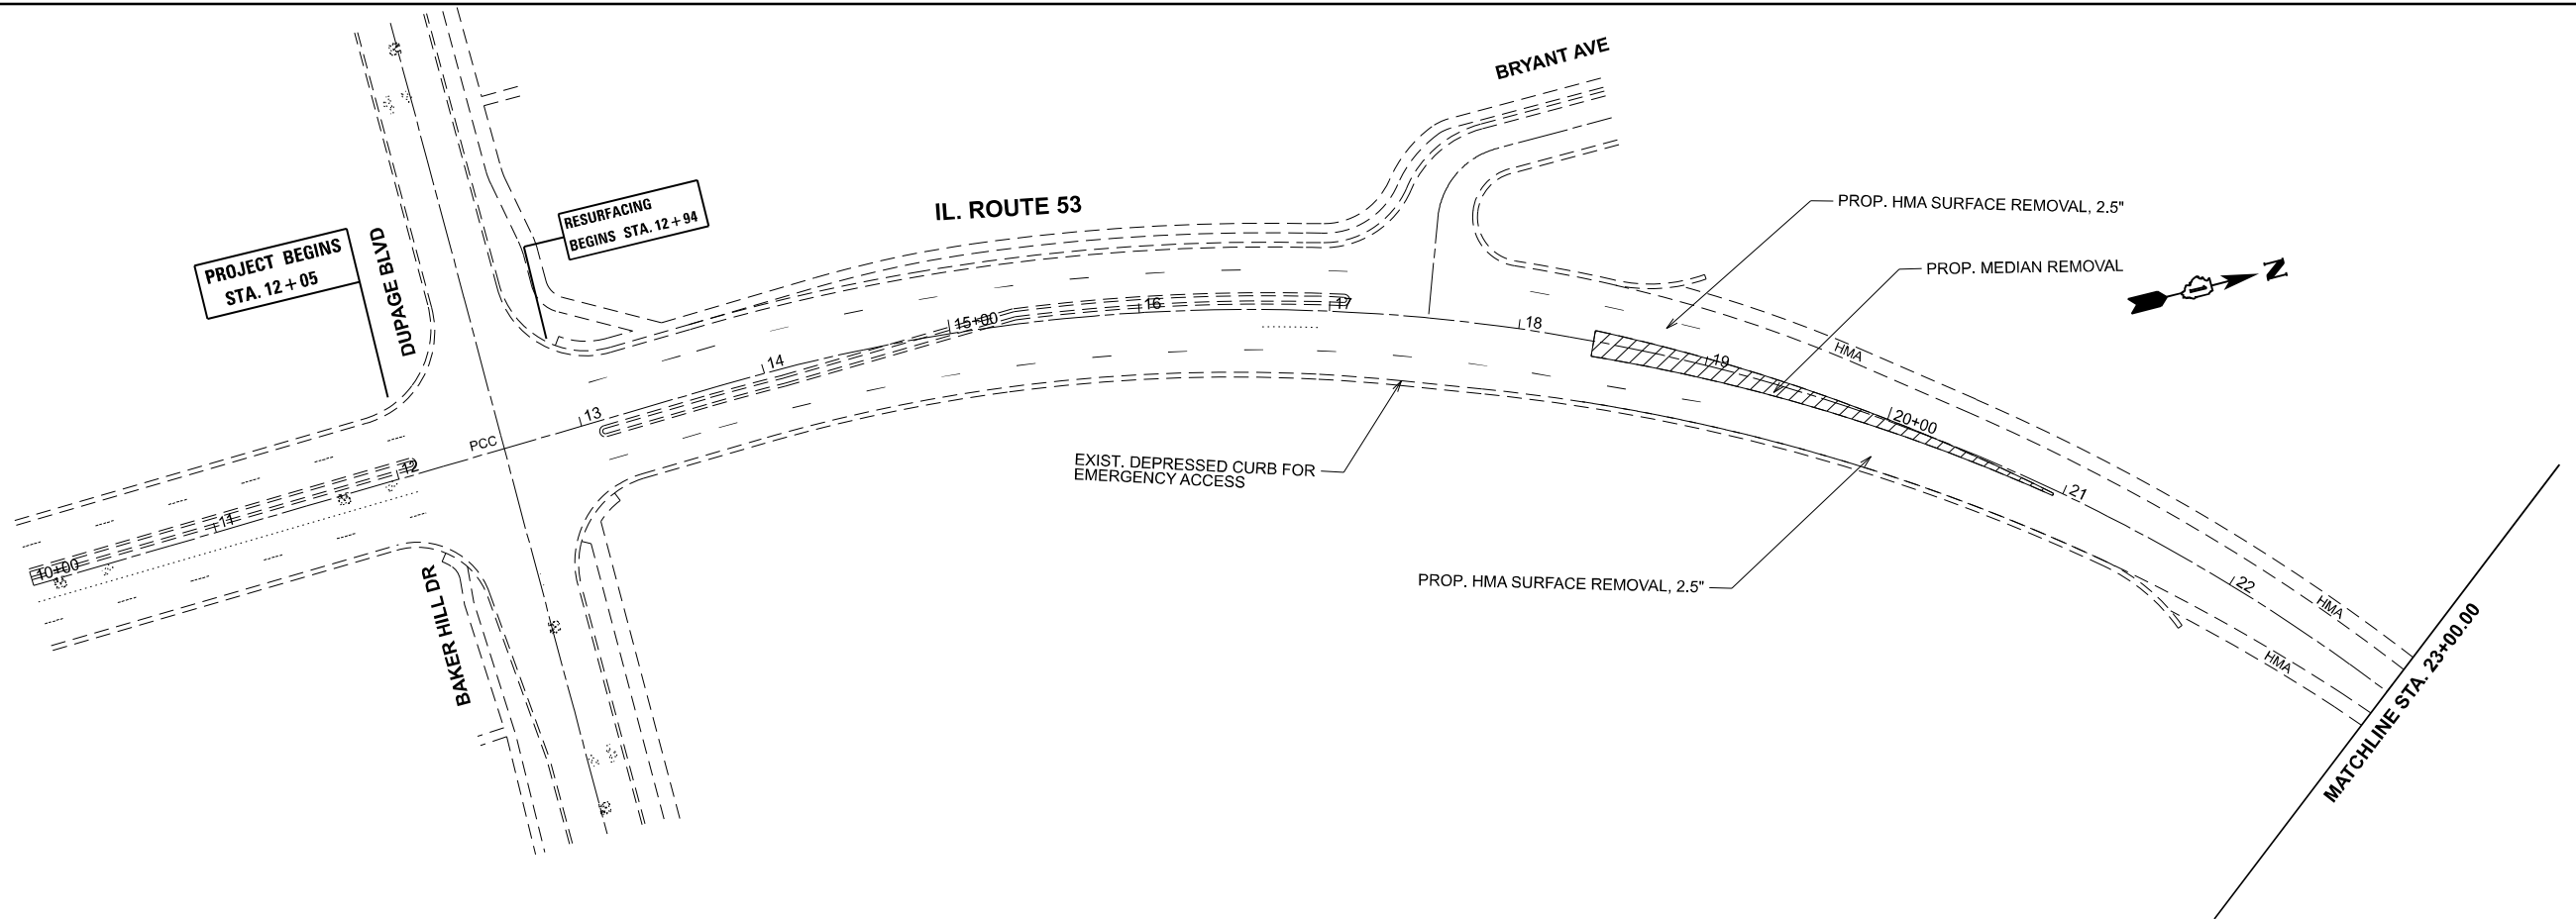 BRYANT AVE
IL. ROUTE 53
RESURFACING
BEGINS STA. 12+94
PROJECT BEGINS
STA. 12+05
DUPAGE BLVD
PROP. HMA SURFACE REMOVAL, 2.5"
PROP. MEDIAN REMOVAL
N
HMA
10+00
11
12
PCC
13
14
15+00
16
17
18
19
20+00
21
22
EXIST. DEPRESSED CURB FOR
EMERGENCY ACCESS
PROP. HMA SURFACE REMOVAL, 2.5"
BAKER HILL DR
HMA
HMA
MATCHLINE STA. 23+00.00